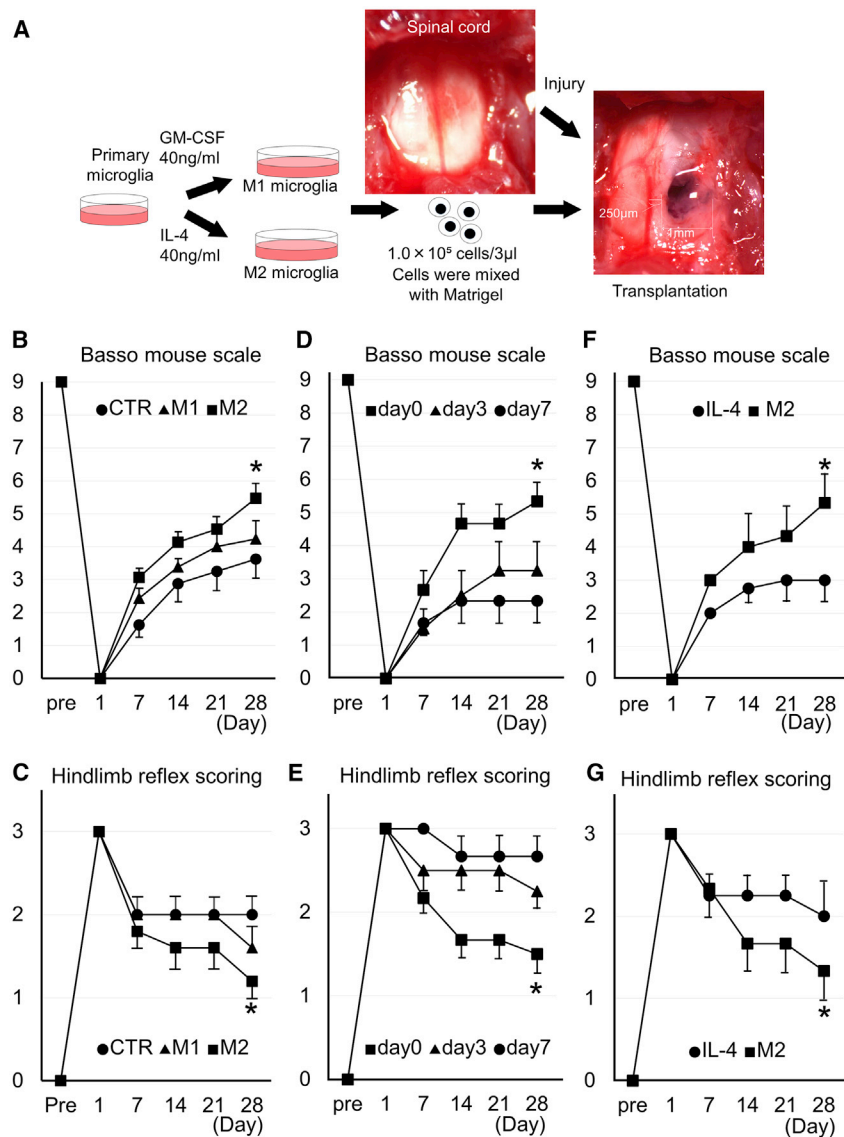 A
Spinal cord
Injury
GM-CSF
40ng/ml
Primary
microglia
M1 microglia
IL-4
40ng/ml
M2 microglia
1.0 × 10⁵ cells/3µl
Cells were mixed
with Matrigel
250µm
1mm
Transplantation
B
Basso mouse scale
9
8
7
6
5
4
3
2
1
0
CTR M1 M2
*
pre 1 7 14 21 28
(Day)
D
Basso mouse scale
9
8
7
6
5
4
3
2
1
0
day0 day3 day7
*
pre 1 7 14 21 28
(Day)
F
Basso mouse scale
9
8
7
6
5
4
3
2
1
0
IL-4 M2
*
pre 1 7 14 21 28
(Day)
C
Hindlimb reflex scoring
3
2
1
0
*
CTR M1 M2
Pre 1 7 14 21 28
(Day)
E
Hindlimb reflex scoring
3
2
1
0
*
day0 day3 day7
pre 1 7 14 21 28
(Day)
G
Hindlimb reflex scoring
3
2
1
0
*
IL-4 M2
pre 1 7 14 21 28
(Day)